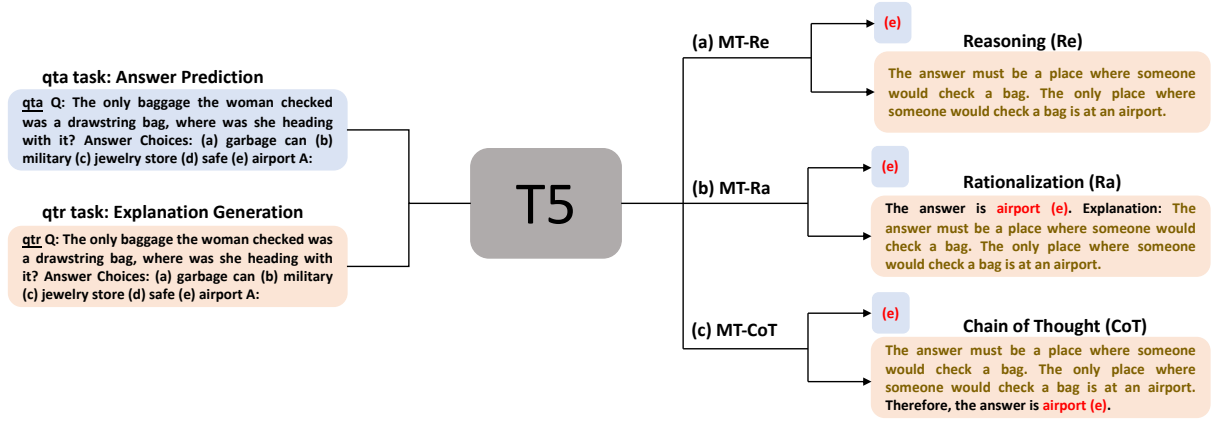 qta task: Answer Prediction
qta Q: The only baggage the woman checked
was a drawstring bag, where was she heading
with it? Answer Choices: (a) garbage can (b)
military (c) jewelry store (d) safe (e) airport A:
qtr task: Explanation Generation
qtr Q: The only baggage the woman checked was
a drawstring bag, where was she heading with
it? Answer Choices: (a) garbage can (b) military
(c) jewelry store (d) safe (e) airport A:
T5
(a) MT-Re
(e)
Reasoning (Re)
The answer must be a place where someone
would check a bag. The only place where
someone would check a bag is at an airport.
(b) MT-Ra
(e)
Rationalization (Ra)
The answer is airport (e). Explanation: The
answer must be a place where someone would
check a bag. The only place where someone
would check a bag is at an airport.
(c) MT-CoT
(e)
Chain of Thought (CoT)
The answer must be a place where someone
would check a bag. The only place where
someone would check a bag is at an airport.
Therefore, the answer is airport (e).